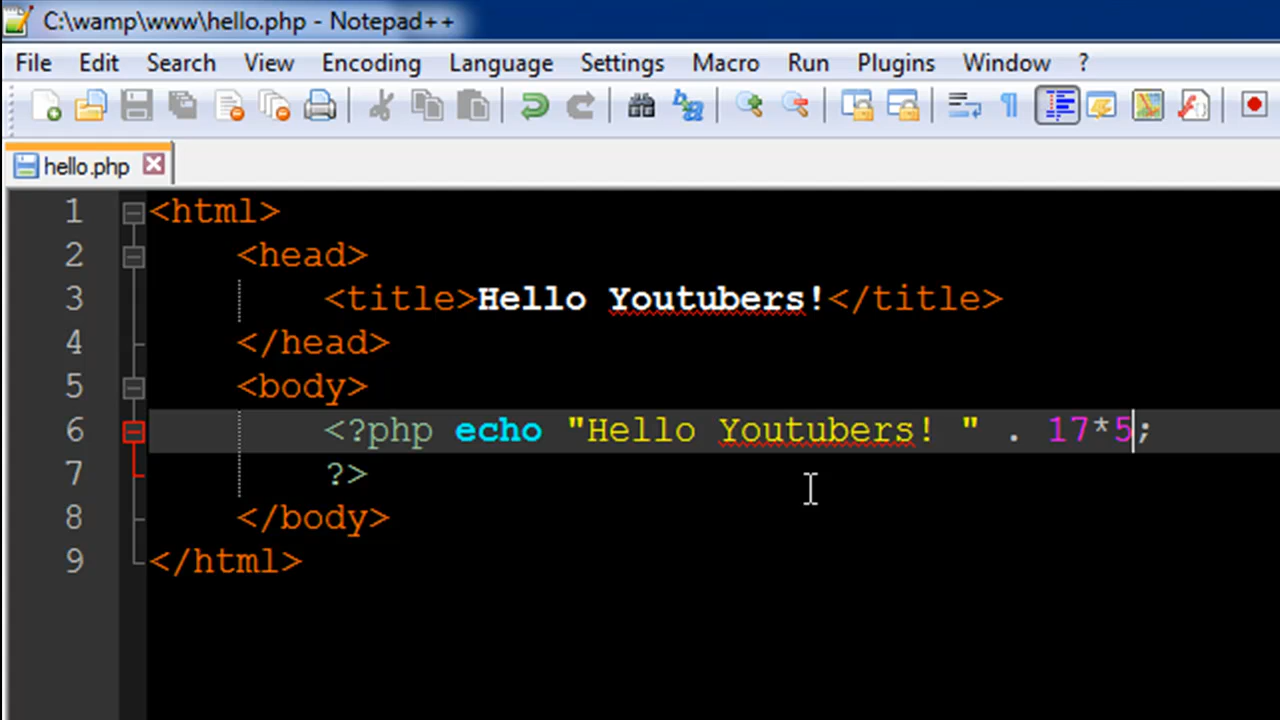 C:\wamp\www\hello.php - Notepad++
File Edit Search View Encoding Language Settings Macro Run Plugins Window ?
hello.php
1 <html>
2 <head>
3 <title>Hello Youtubers!</title>
4 </head>
5 <body>
6 <?php echo "Hello Youtubers! " . 17*5;
7 ?>
8 </body>
9 </html>